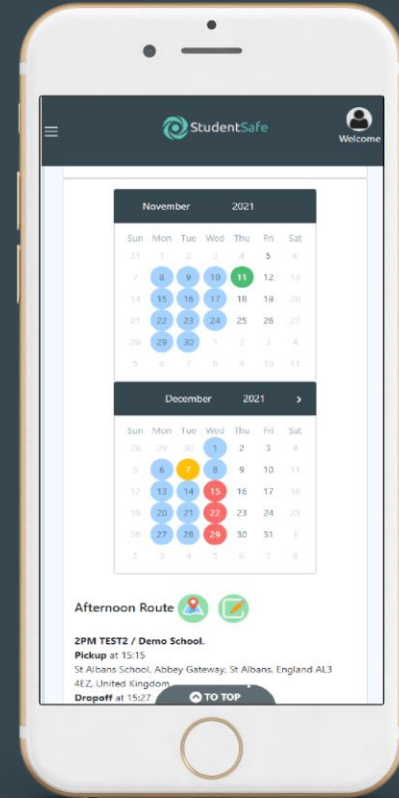 StudentSafe
Welcome
November 2021
Sun Mon Tue Wed Thu Fri Sat
31 1 2 3 4 5 6
7 8 9 10 11 12 13
14 15 16 17 18 19 20
21 22 23 24 25 26 27
28 29 30 1 2 3 4
5 6 7 8 9 10 11
December 2021 >
Sun Mon Tue Wed Thu Fri Sat
28 29 30 1 2 3 4
5 6 7 8 9 10 11
12 13 14 15 16 17 18
19 20 21 22 23 24 25
26 27 28 29 30 31 1
2 3 4 5 6 7 8
Afternoon Route
2PM TEST2 / Demo School.
Pickup at 15:15
St Albans School, Abbey Gateway, St Albans, England AL3
4EZ, United Kingdom
Dropoff at 15:27
TO TOP